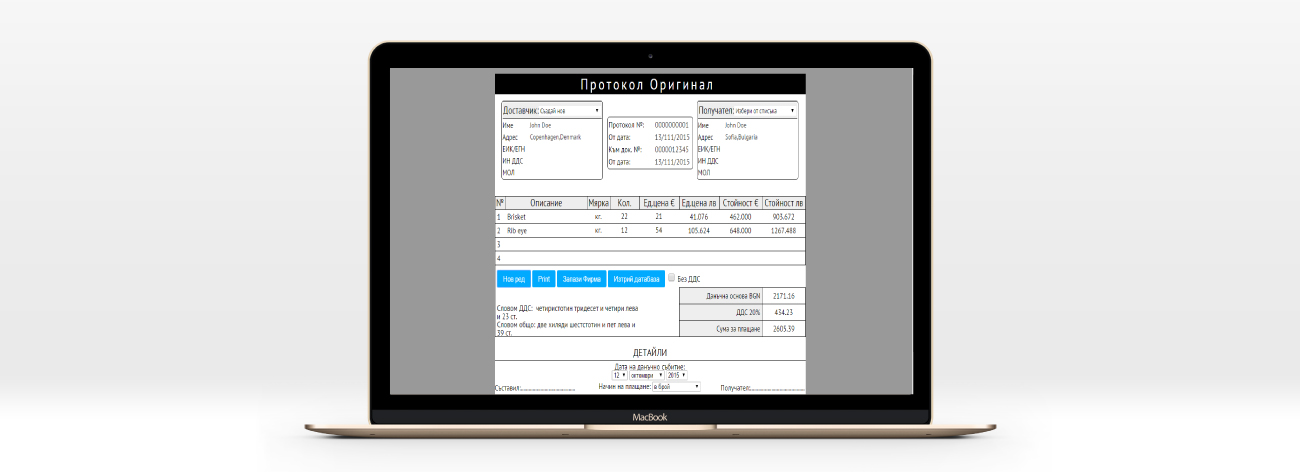 Протокол Оригинал
Доставчик: Създай нов
Име John Doe
Адрес Copenhagen,Denmark
ЕИК/ЕГН
ИН ДДС
МОЛ
Протокол №: 0000000001
От дата: 13/111/2015
Към док. №: 0000012345
От дата: 13/111/2015
Получател: Избери от списъка
Име John Doe
Адрес Sofia,Bulgaria
ЕИК/ЕГН
ИН ДДС
МОЛ
№ Описание Мярка Кол. Ед.цена € Ед.цена лв Стойност € Стойност лв
1 Brisket кг. 22 21 41.076 462.000 903.672
2 Rib eye кг. 12 54 105.624 648.000 1267.488
3
4
Нов ред Print Запази Фирма Изтрий датабаза Без ДДС
Данъчна основа BGN 2171.16
ДДС 20% 434.23
Сума за плащане 2605.39
Словом ДДС: четиристотин тридесет и четири лева
и 23 ст.
Словом общо: две хиляди шестстотин и пет лева и
39 ст.
ДЕТАЙЛИ
Дата на данъчно събитие:
12 октомври 2015
Съставил:
Начин на плащане: в брой
Получател:
MacBook